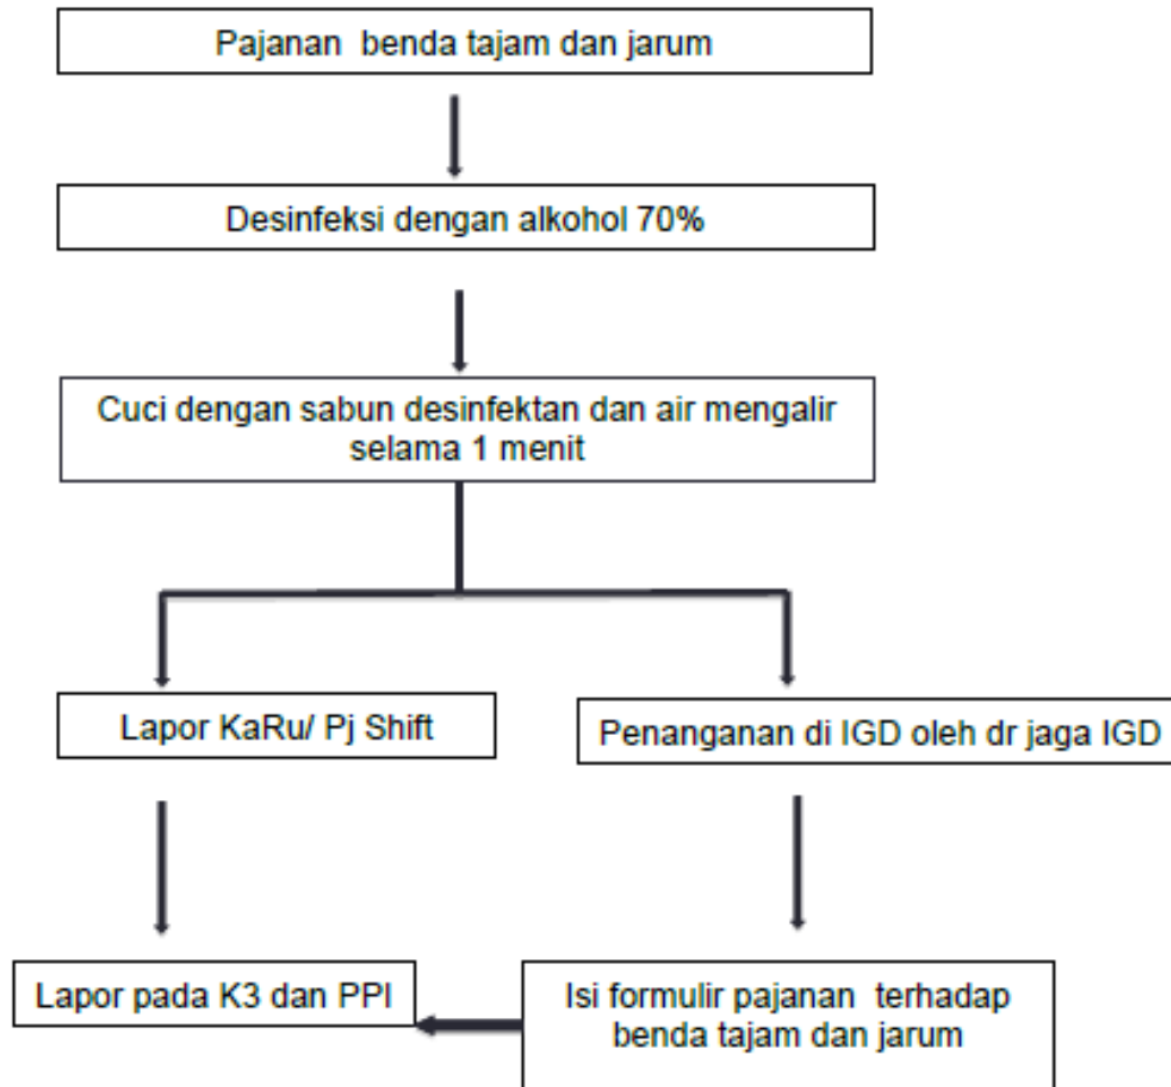 Pajanan benda tajam dan jarum
Desinfeksi dengan alkohol 70%
Cuci dengan sabun desinfektan dan air mengalir
selama 1 menit
Lapor KaRu/ Pj Shift
Penanganan di IGD oleh dr jaga IGD
Lapor pada K3 dan PPI
Isi formulir pajanan terhadap
benda tajam dan jarum